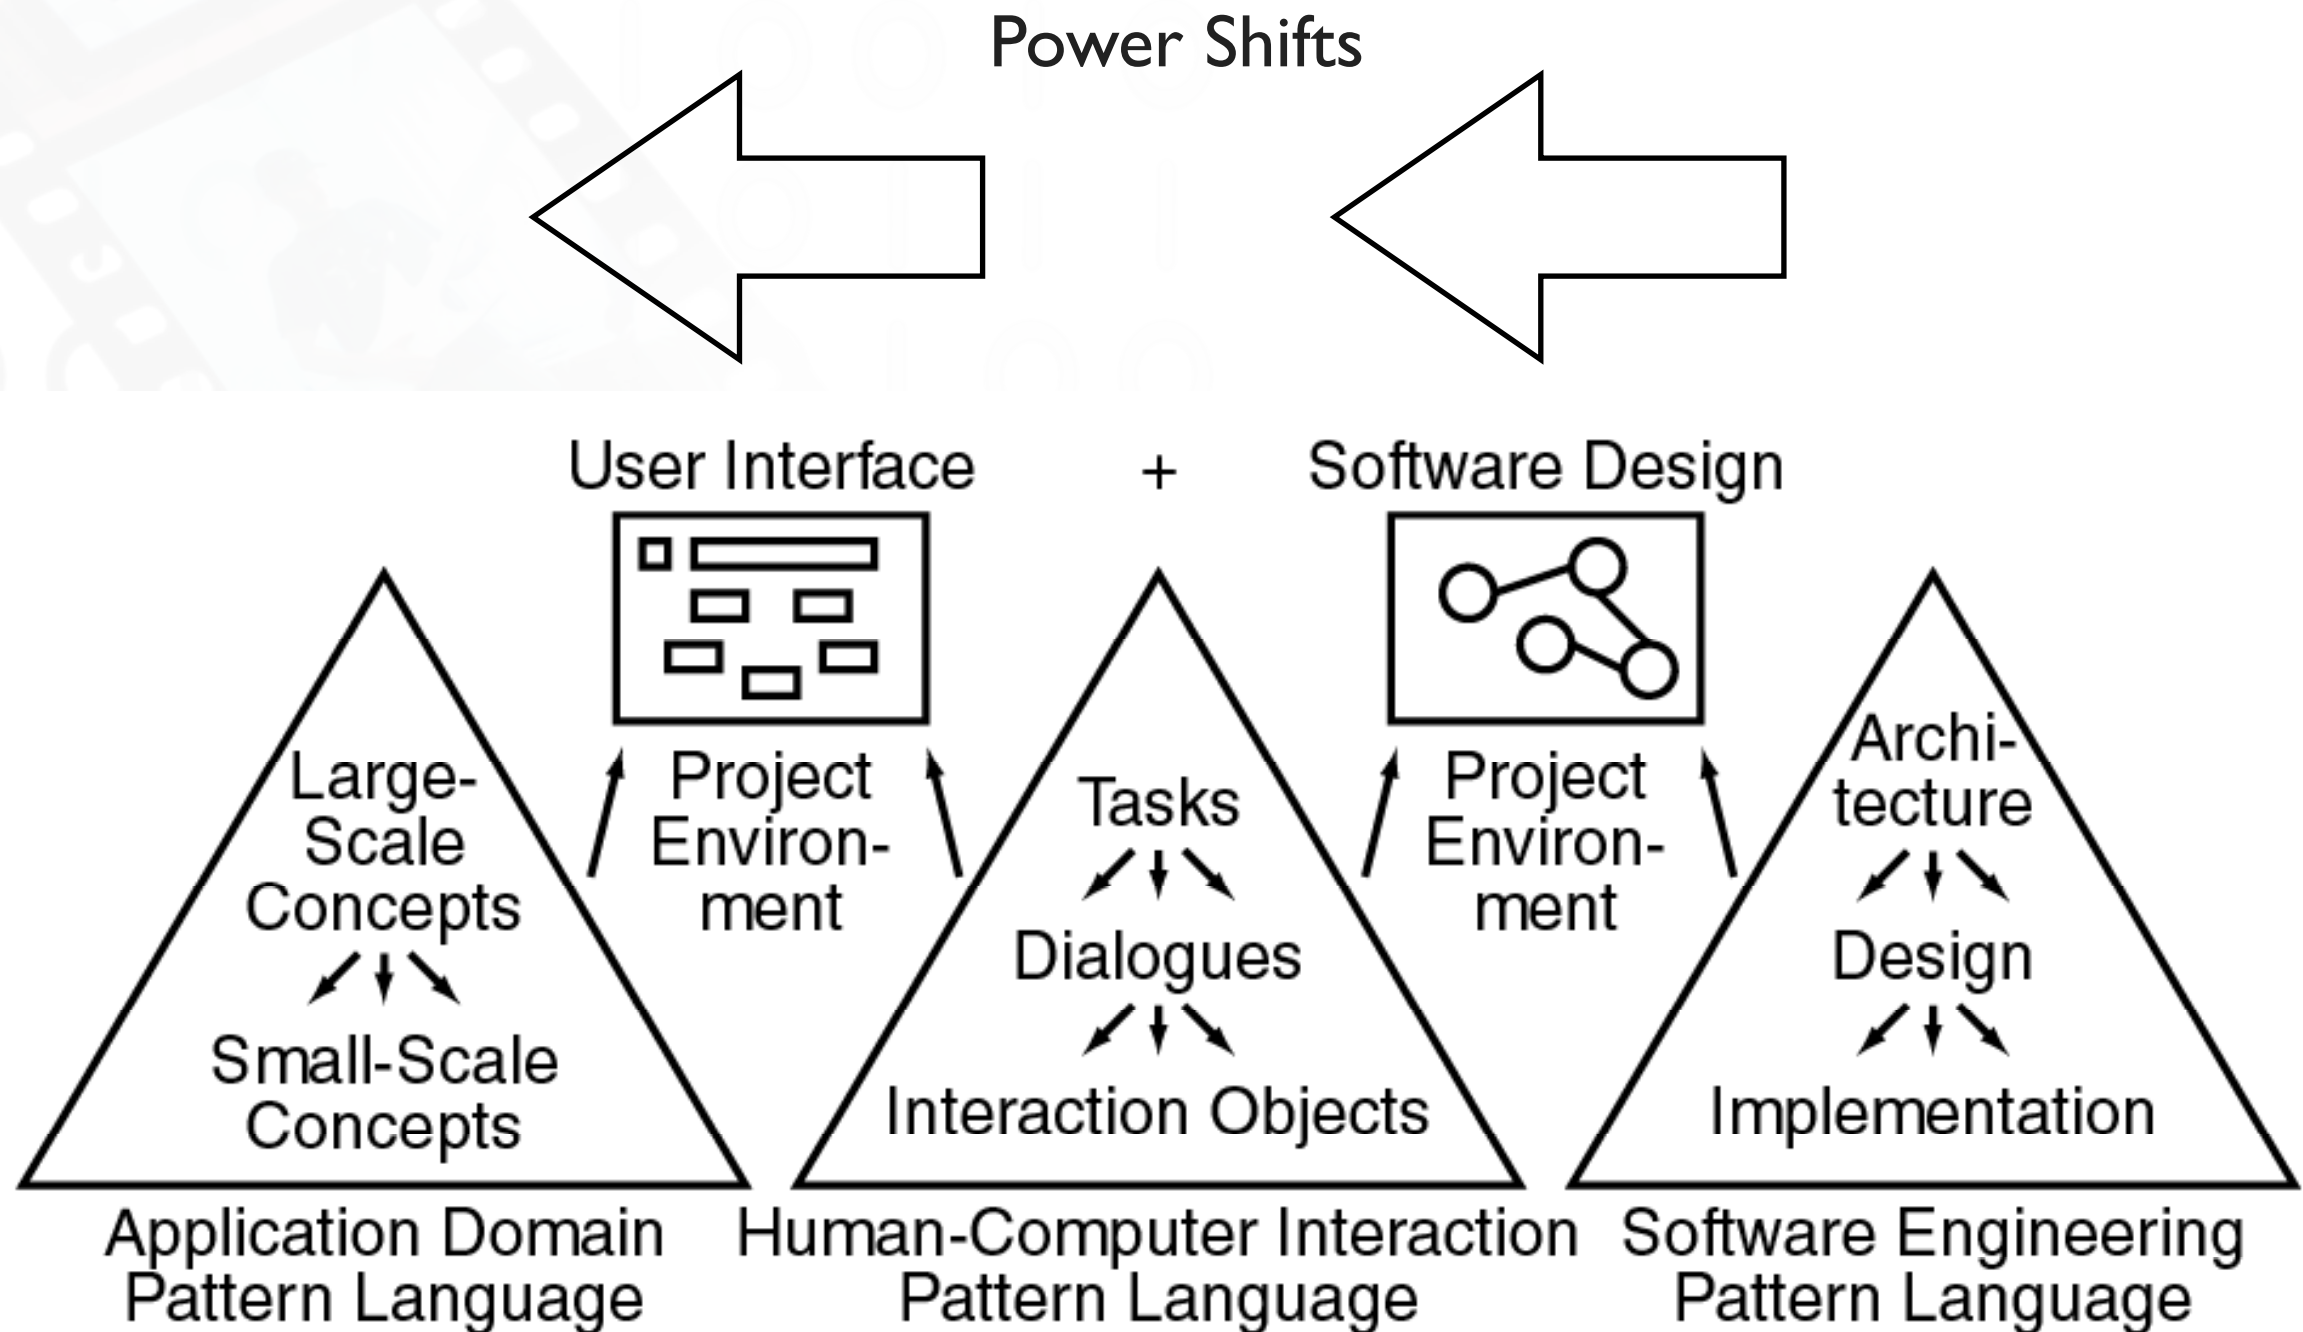 Power Shifts
User Interface + Software Design
Large-
Scale
Concepts
Small-Scale
Concepts
Application Domain
Pattern Language
Project
Environ-
ment
Tasks
Dialogues
Interaction Objects
Human-Computer Interaction
Pattern Language
Project
Environ-
ment
Archi-
tecture
Design
Implementation
Software Engineering
Pattern Language